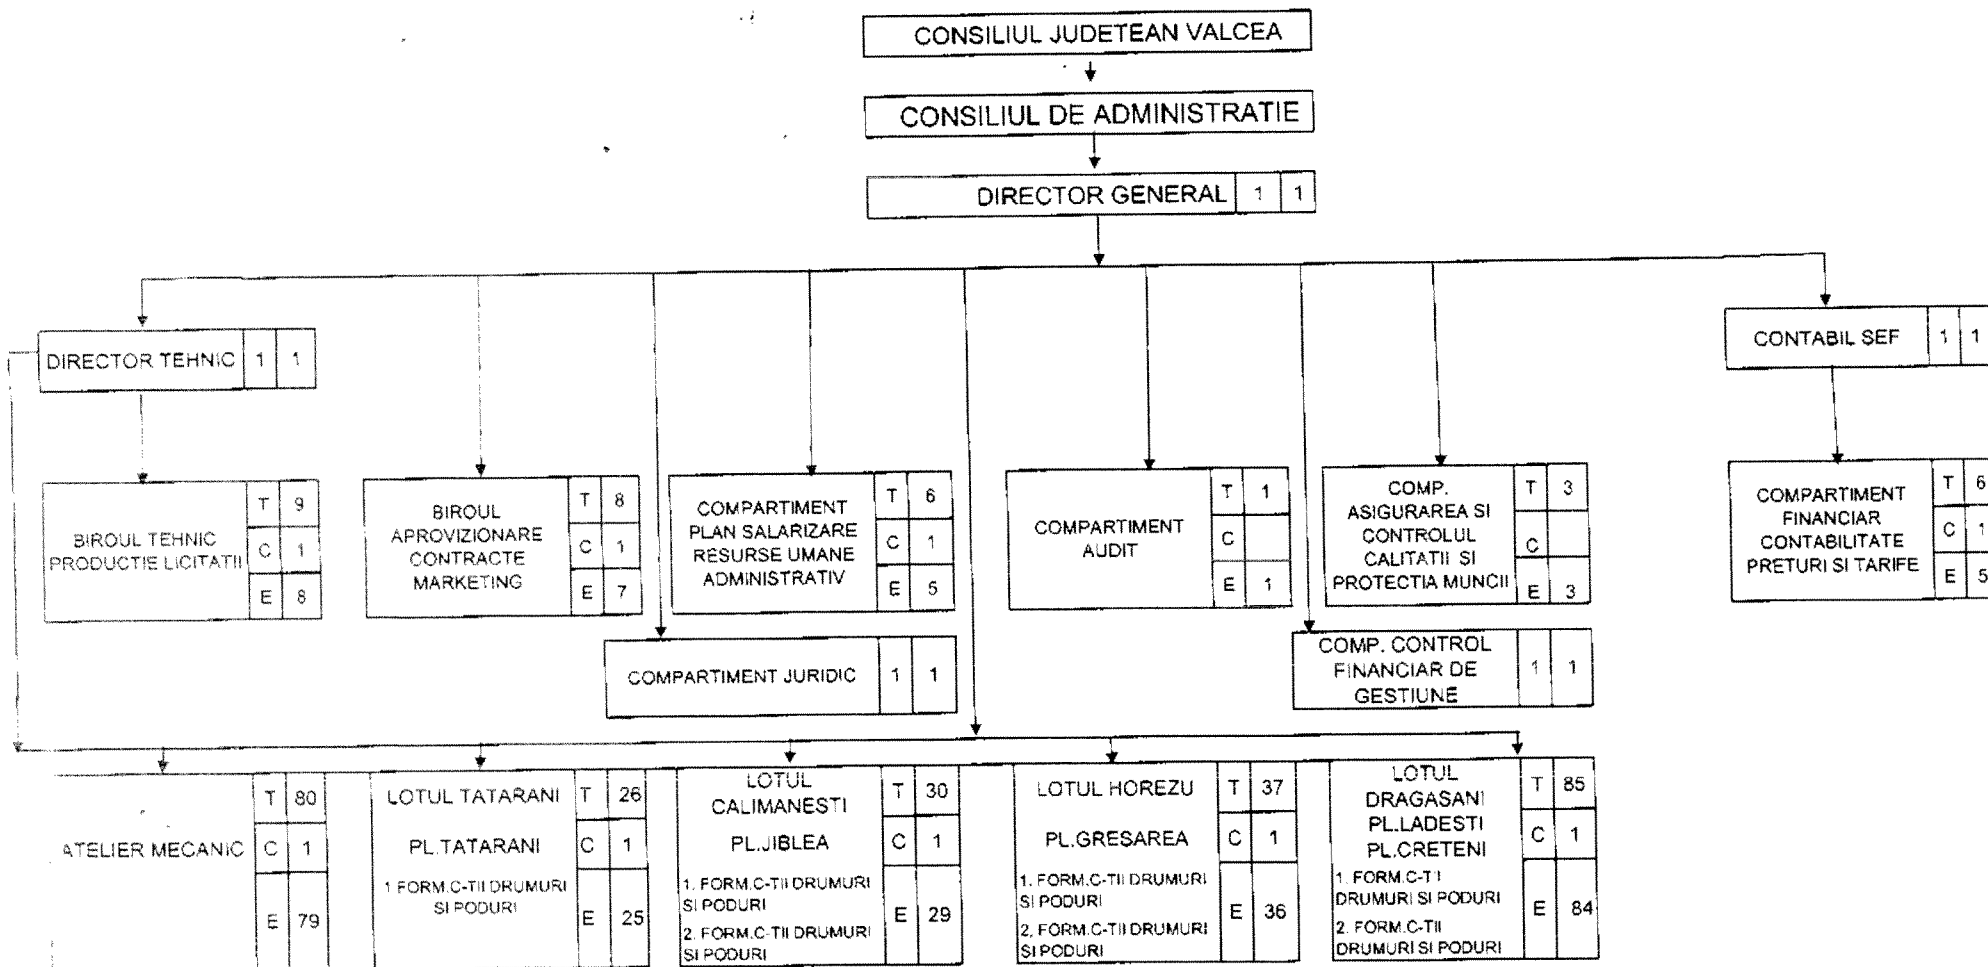 CONSILIUL JUDETEAN VALCEA
CONSILIUL DE ADMINISTRATIE
DIRECTOR GENERAL 1 1
DIRECTOR TEHNIC 1 1
CONTABIL SEF 1 1
BIROUL TEHNIC
PRODUCTIE LICITATII
T 9
C 1
E 8
BIROUL
APROVIZIONARE
CONTRACTE
MARKETING
T 8
C 1
E 7
COMPARTIMENT
PLAN SALARIZARE
RESURSE UMANE
ADMINISTRATIV
T 6
C 1
E 5
COMPARTIMENT
AUDIT
T 1
C
E 1
COMP.
ASIGURAREA SI
CONTROLUL
CALITATII SI
PROTECTIA MUNCII
T 3
C
E 3
COMPARTIMENT
FINANCIAR
CONTABILITATE
PRETURI SI TARIFE
T 6
C 1
E 5
COMPARTIMENT JURIDIC 1 1
COMP. CONTROL
FINANCIAR DE
GESTIUNE
1 1
ATELIER MECANIC
T 80
C 1
E 79
LOTUL TATARANI
PL.TATARANI
1 FORM.C-TII DRUMURI
SI PODURI
T 26
C 1
E 25
LOTUL
CALIMANESTI
PL.JIBLEA
1. FORM.C-TII DRUMURI
SI PODURI
2. FORM.C-TII DRUMURI
SI PODURI
T 30
C 1
E 29
LOTUL HOREZU
PL.GRESAREA
1. FORM.C-TII DRUMURI
SI PODURI
2. FORM.C-TII DRUMURI
SI PODURI
T 37
C 1
E 36
LOTUL
DRAGASANI
PL.LADESTI
PL.CRETENI
1. FORM.C-TII
DRUMURI SI PODURI
2. FORM.C-TII
DRUMURI SI PODURI
T 85
C 1
E 84